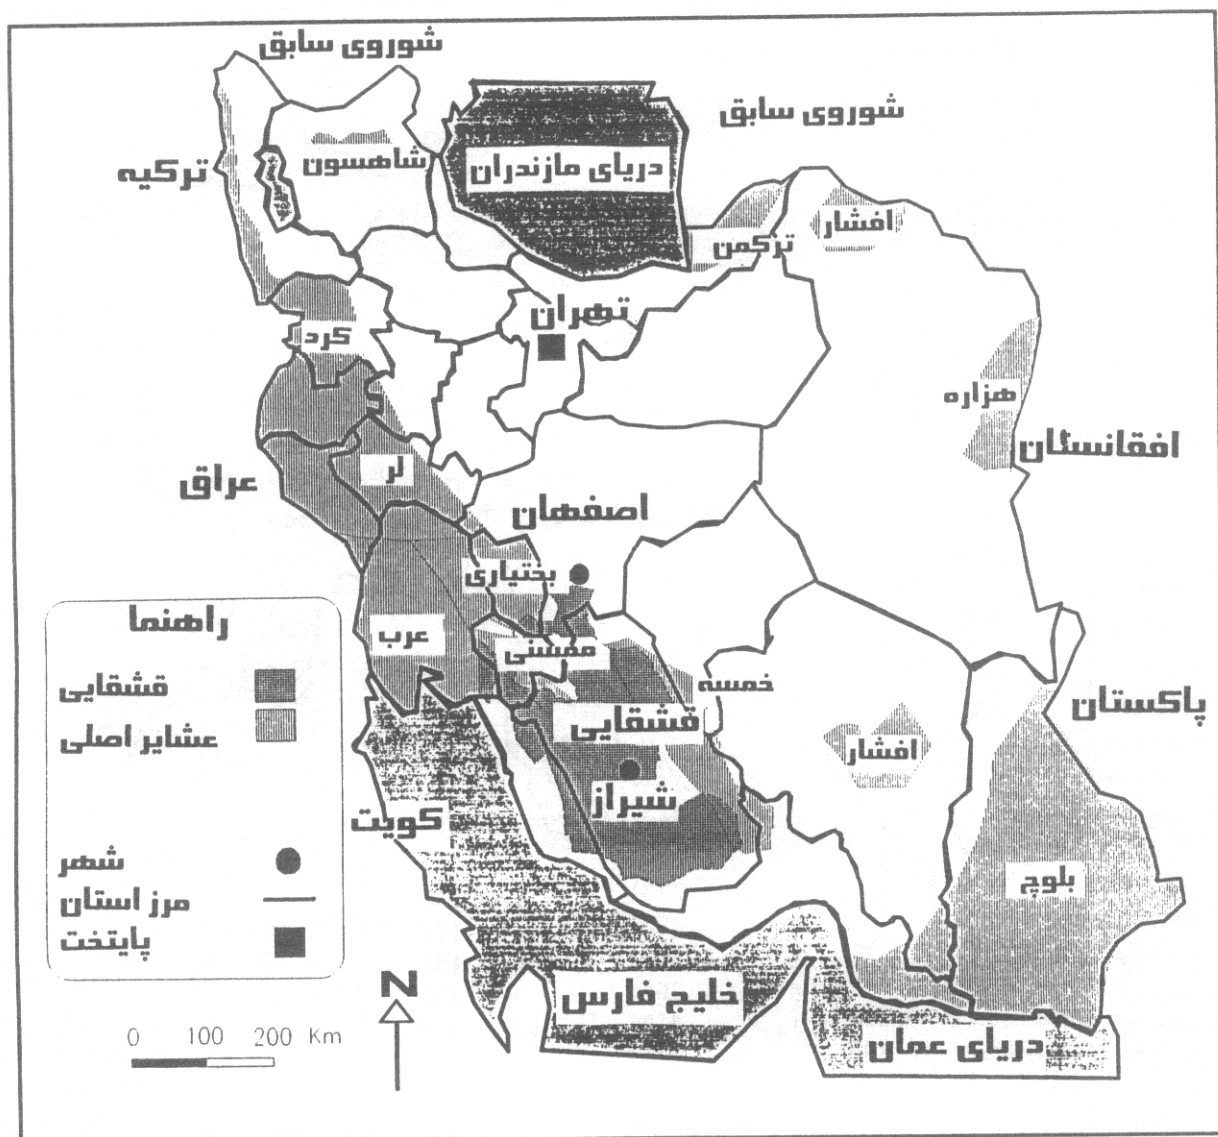 شوروی سابق
شوروی سابق
ترکیه
شاهسون
دریای مازندران
ترکمن
افشار
تهران
کرد
هزاره
افقانستان
لر
عراق
اصفهان
بختیاری
عرب
ممسنی
خمسه
قشقایی
پاکستان
افشار
شیراز
کویت
بلوچ
خلیج فارس
دریای عمان
راهنما
قشقایی
عشایر اصلی
شهر
مرز استان
پایتخت
N
0 100 200 Km